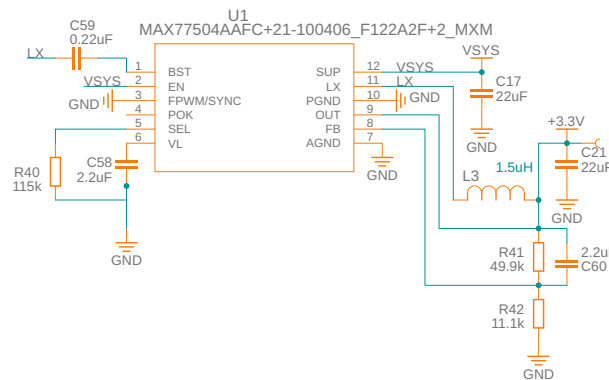 U1
MAX77504AAFC+21-100406_F122A2F+2_MXM
C59
0.22uF
LX
VSYS
GND
1
2
3
4
5
6
BST
EN
FPWM/SYNC
POK
SEL
VL
SUP
LX
PGND
OUT
FB
AGND
12
11
10
9
8
7
VSYS
LX
GND
GND
VSYS
C17
22uF
GND
+3.3V
C21
22uF
GND
1.5uH
L3
R40
115k
C58
2.2uF
GND
R41
49.9k
2.2u
C60
R42
11.1k
GND